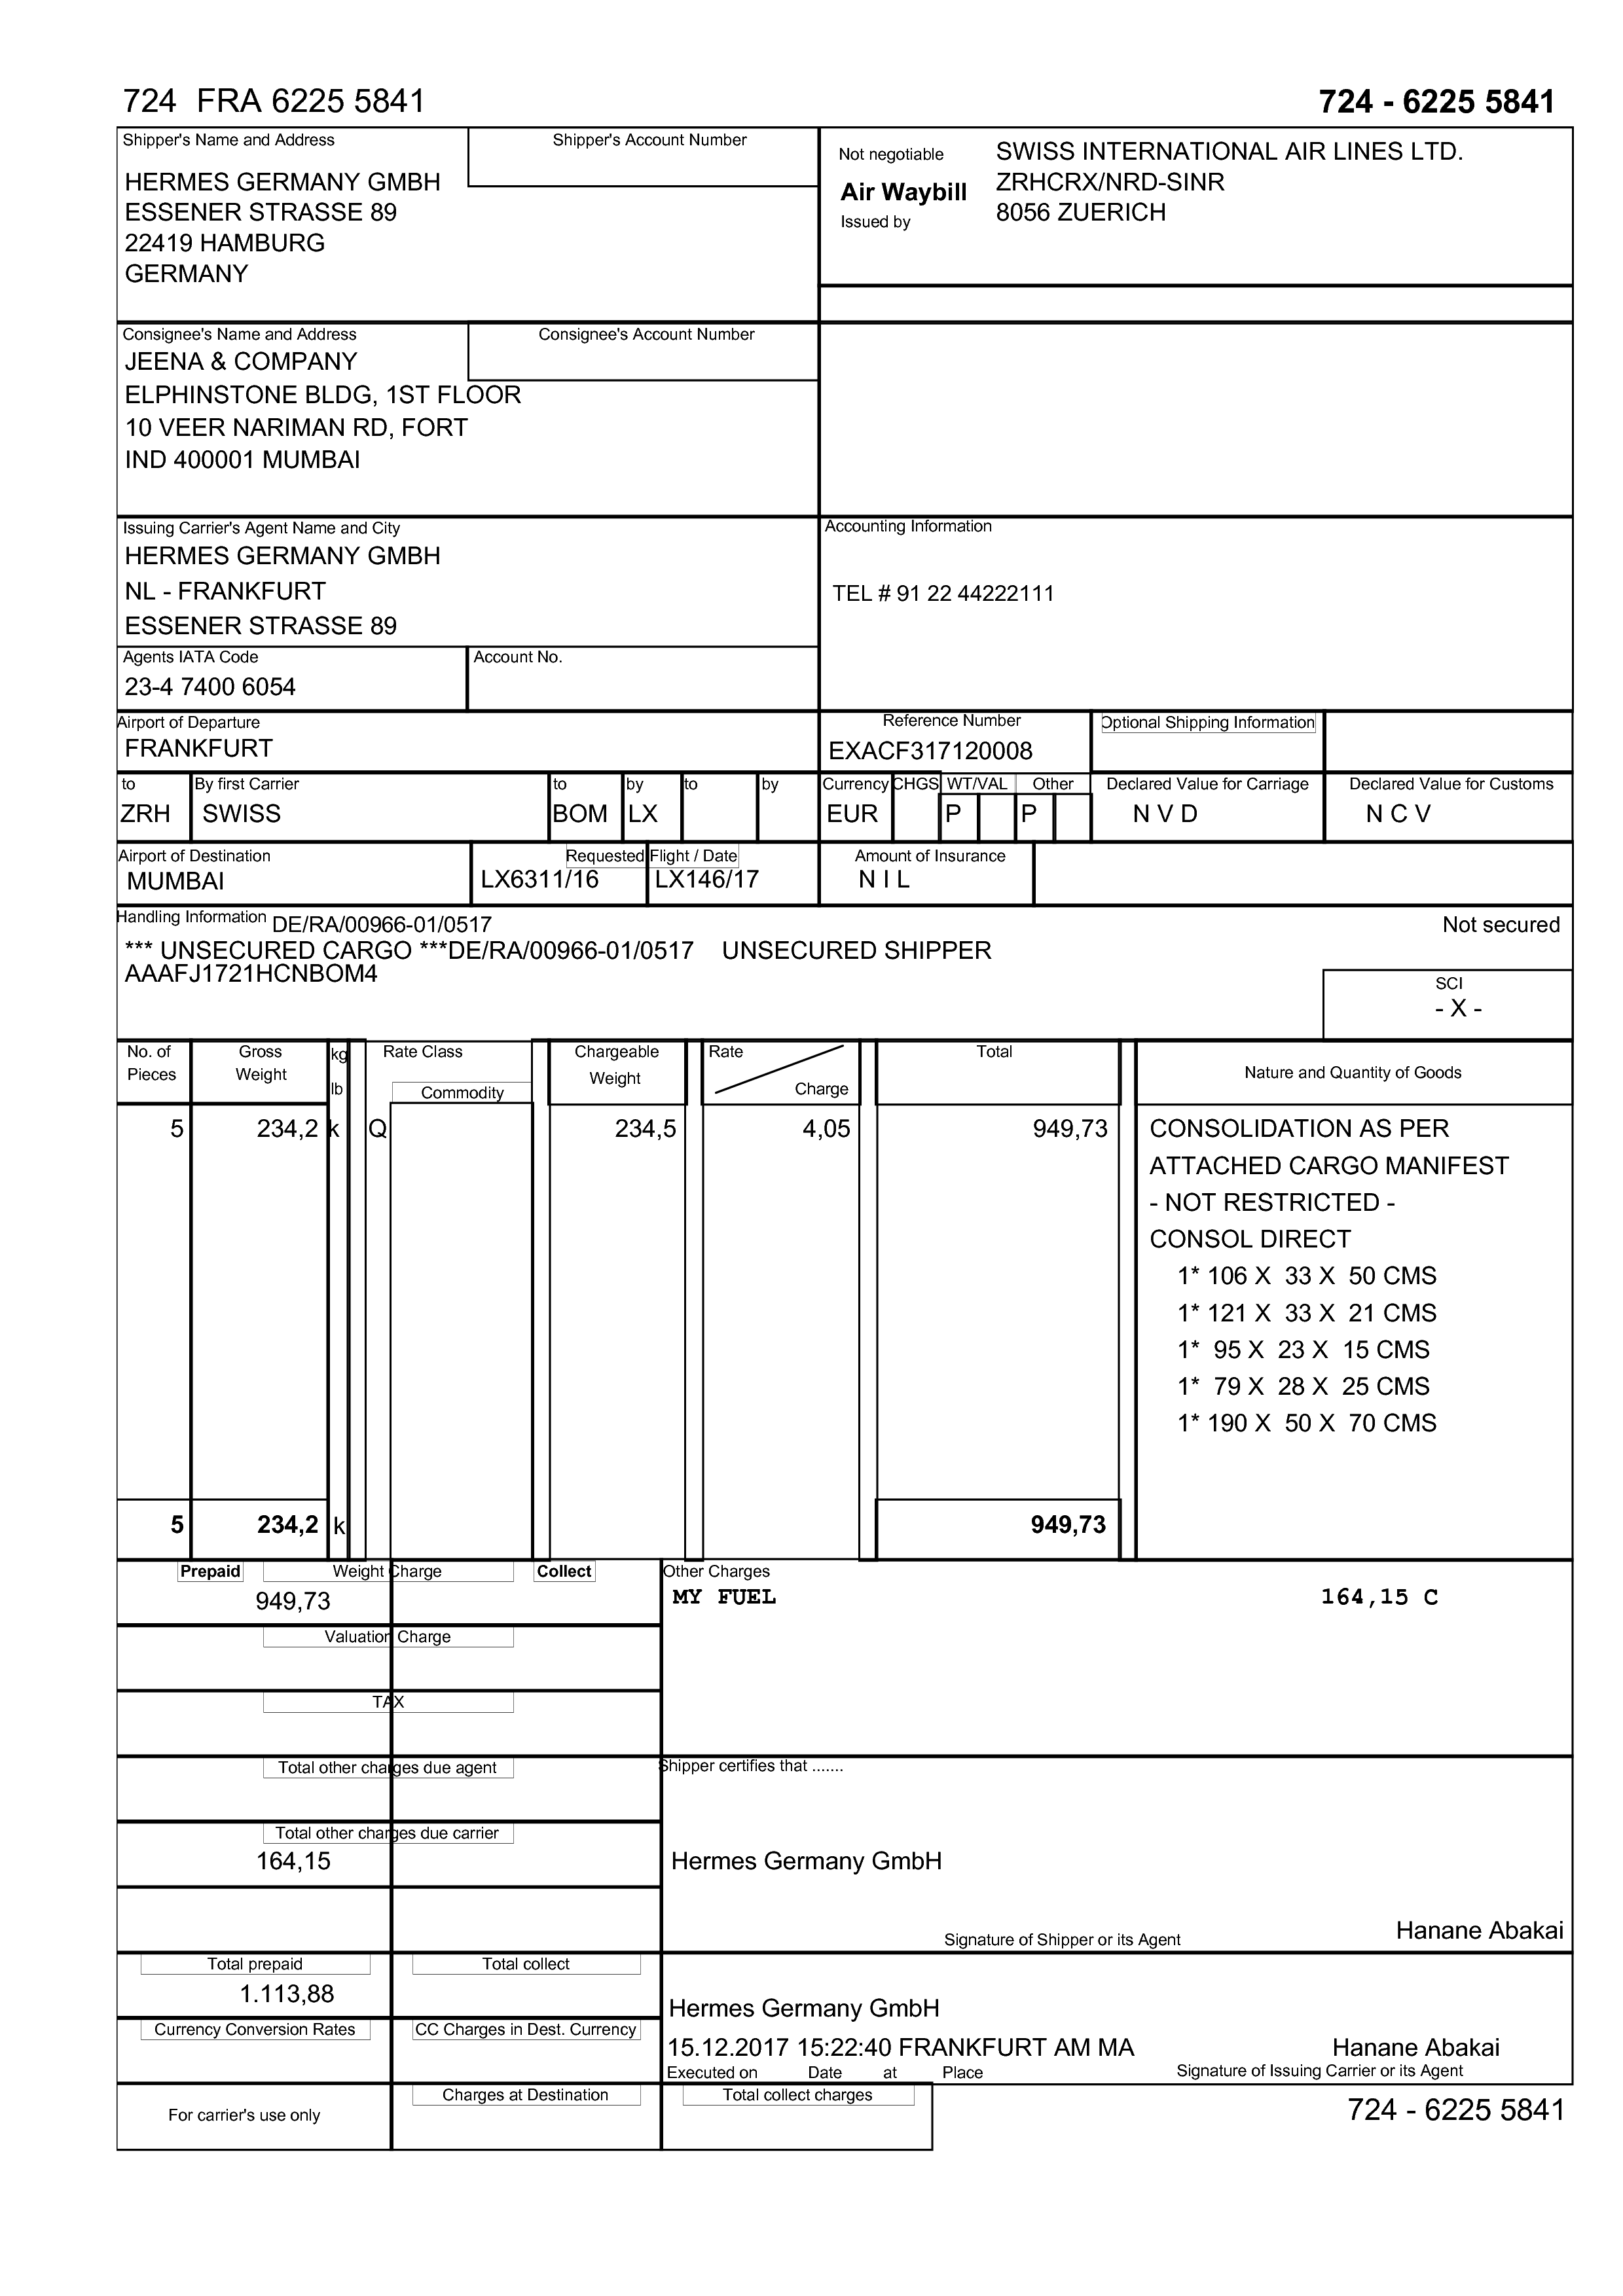 724 FRA 6225 5841
724 - 6225 5841
Shipper's Name and Address
Shipper's Account Number
HERMES GERMANY GMBH
ESSENER STRASSE 89
22419 HAMBURG
GERMANY
Not negotiable
Air Waybill
Issued by
SWISS INTERNATIONAL AIR LINES LTD.
ZRHCRX/NRD-SINR
8056 ZUERICH
Consignee's Name and Address
Consignee's Account Number
JEENA & COMPANY
ELPHINSTONE BLDG, 1ST FLOOR
10 VEER NARIMAN RD, FORT
IND 400001 MUMBAI
Issuing Carrier's Agent Name and City
HERMES GERMANY GMBH
NL - FRANKFURT
ESSENER STRASSE 89
Accounting Information
TEL # 91 22 44222111
Agents IATA Code
23-4 7400 6054
Account No.
Airport of Departure
FRANKFURT
Reference Number
EXACF317120008
Optional Shipping Information
to
ZRH
By first Carrier
SWISS
to
BOM
by
LX
to
by
Currency
EUR
CHGS
WT/VAL
P
Other
P
Declared Value for Carriage
N V D
Declared Value for Customs
N C V
Airport of Destination
MUMBAI
Requested Flight / Date
LX6311/16
LX146/17
Amount of Insurance
N I L
Handling Information DE/RA/00966-01/0517
Not secured
*** UNSECURED CARGO ***DE/RA/00966-01/0517 UNSECURED SHIPPER
AAAFJ1721HCNBOM4
SCI
- X -
No. of
Pieces
Gross
Weight
kg
lb
Rate Class
Commodity
Chargeable
Weight
Rate
Charge
Total
Nature and Quantity of Goods
5 234,2 k Q 234,5 4,05 949,73 CONSOLIDATION AS PER
ATTACHED CARGO MANIFEST
- NOT RESTRICTED -
CONSOL DIRECT
1* 106 X 33 X 50 CMS
1* 121 X 33 X 21 CMS
1* 95 X 23 X 15 CMS
1* 79 X 28 X 25 CMS
1* 190 X 50 X 70 CMS
5 234,2 k 949,73
Prepaid Weight Charge Collect
949,73
Other Charges
MY FUEL 164,15 C
Valuation Charge
TAX
Total other charges due agent
Shipper certifies that .......
Total other charges due carrier
164,15
Hermes Germany GmbH
Hanane Abakai
Signature of Shipper or its Agent
Total prepaid
1.113,88
Total collect
Hermes Germany GmbH
Currency Conversion Rates
CC Charges in Dest. Currency
15.12.2017 15:22:40 FRANKFURT AM MA Hanane Abakai
Executed on Date at Place Signature of Issuing Carrier or its Agent
For carrier's use only
Charges at Destination
Total collect charges
724 - 6225 5841